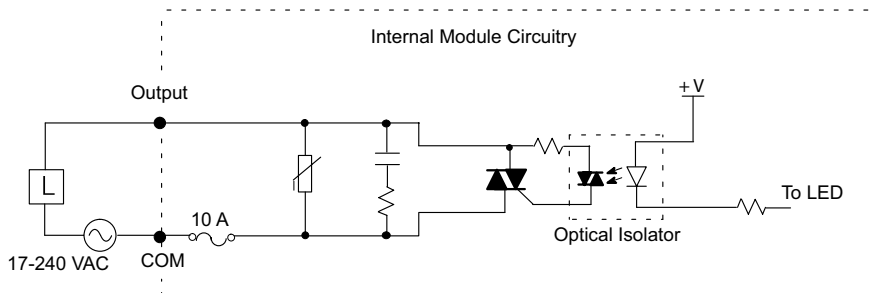 Internal Module Circuitry
Output
+V
L
To LED
10 A
Optical Isolator
17-240 VAC
COM